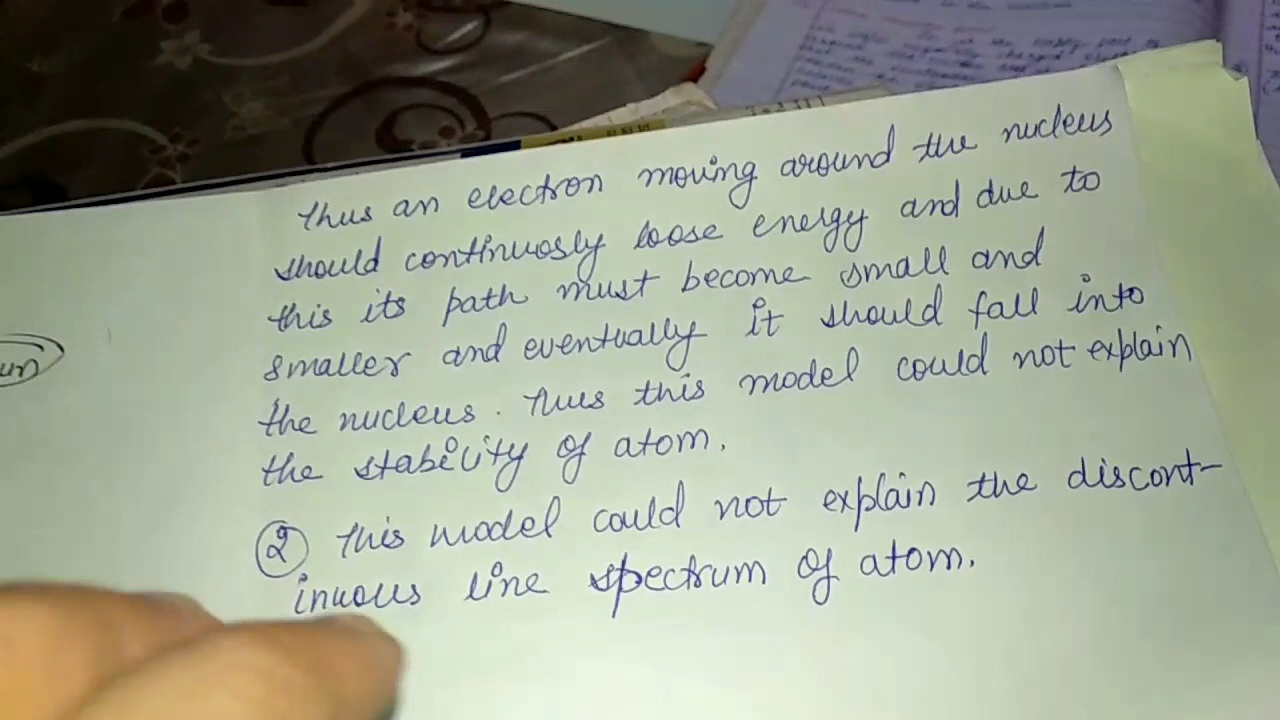 thus an electron moving around the nucleus
should continuosly loose energy and due to
this its path must become small and
smaller and eventually it should fall into
the nucleus. Thus this model could not explain
the stability of atom.
② This model could not explain the discont-
inuous line spectrum of atom.